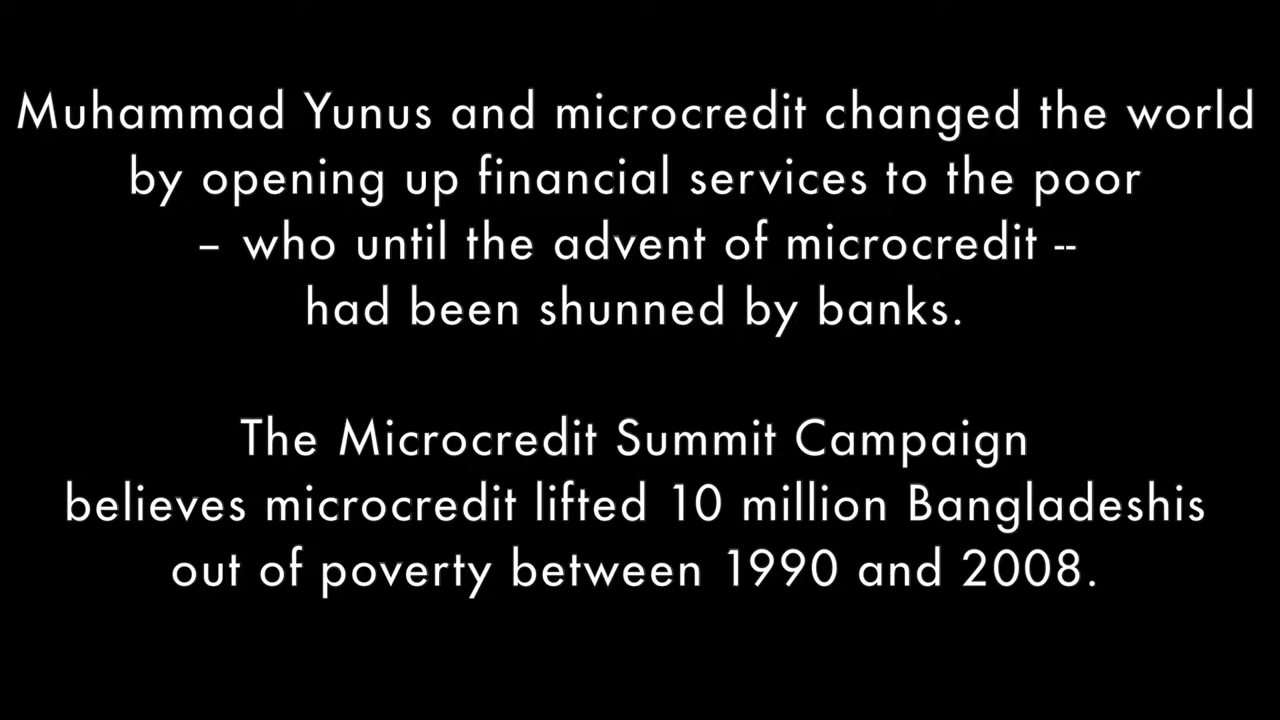 Muhammad Yunus and microcredit changed the world
by opening up financial services to the poor
– who until the advent of microcredit --
had been shunned by banks.
The Microcredit Summit Campaign
believes microcredit lifted 10 million Bangladeshis
out of poverty between 1990 and 2008.